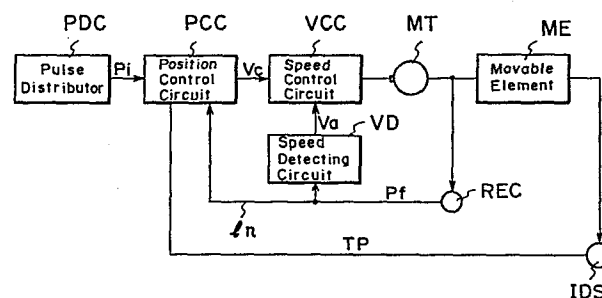 PDC
PCC
VCC
MT
ME
Pulse
Distributor
Pi
Position
Control
Circuit
Vc
Speed
Control
Circuit
Movable
Element
Va
VD
Speed
Detecting
Circuit
Pf
REC
ln
TP
IDS